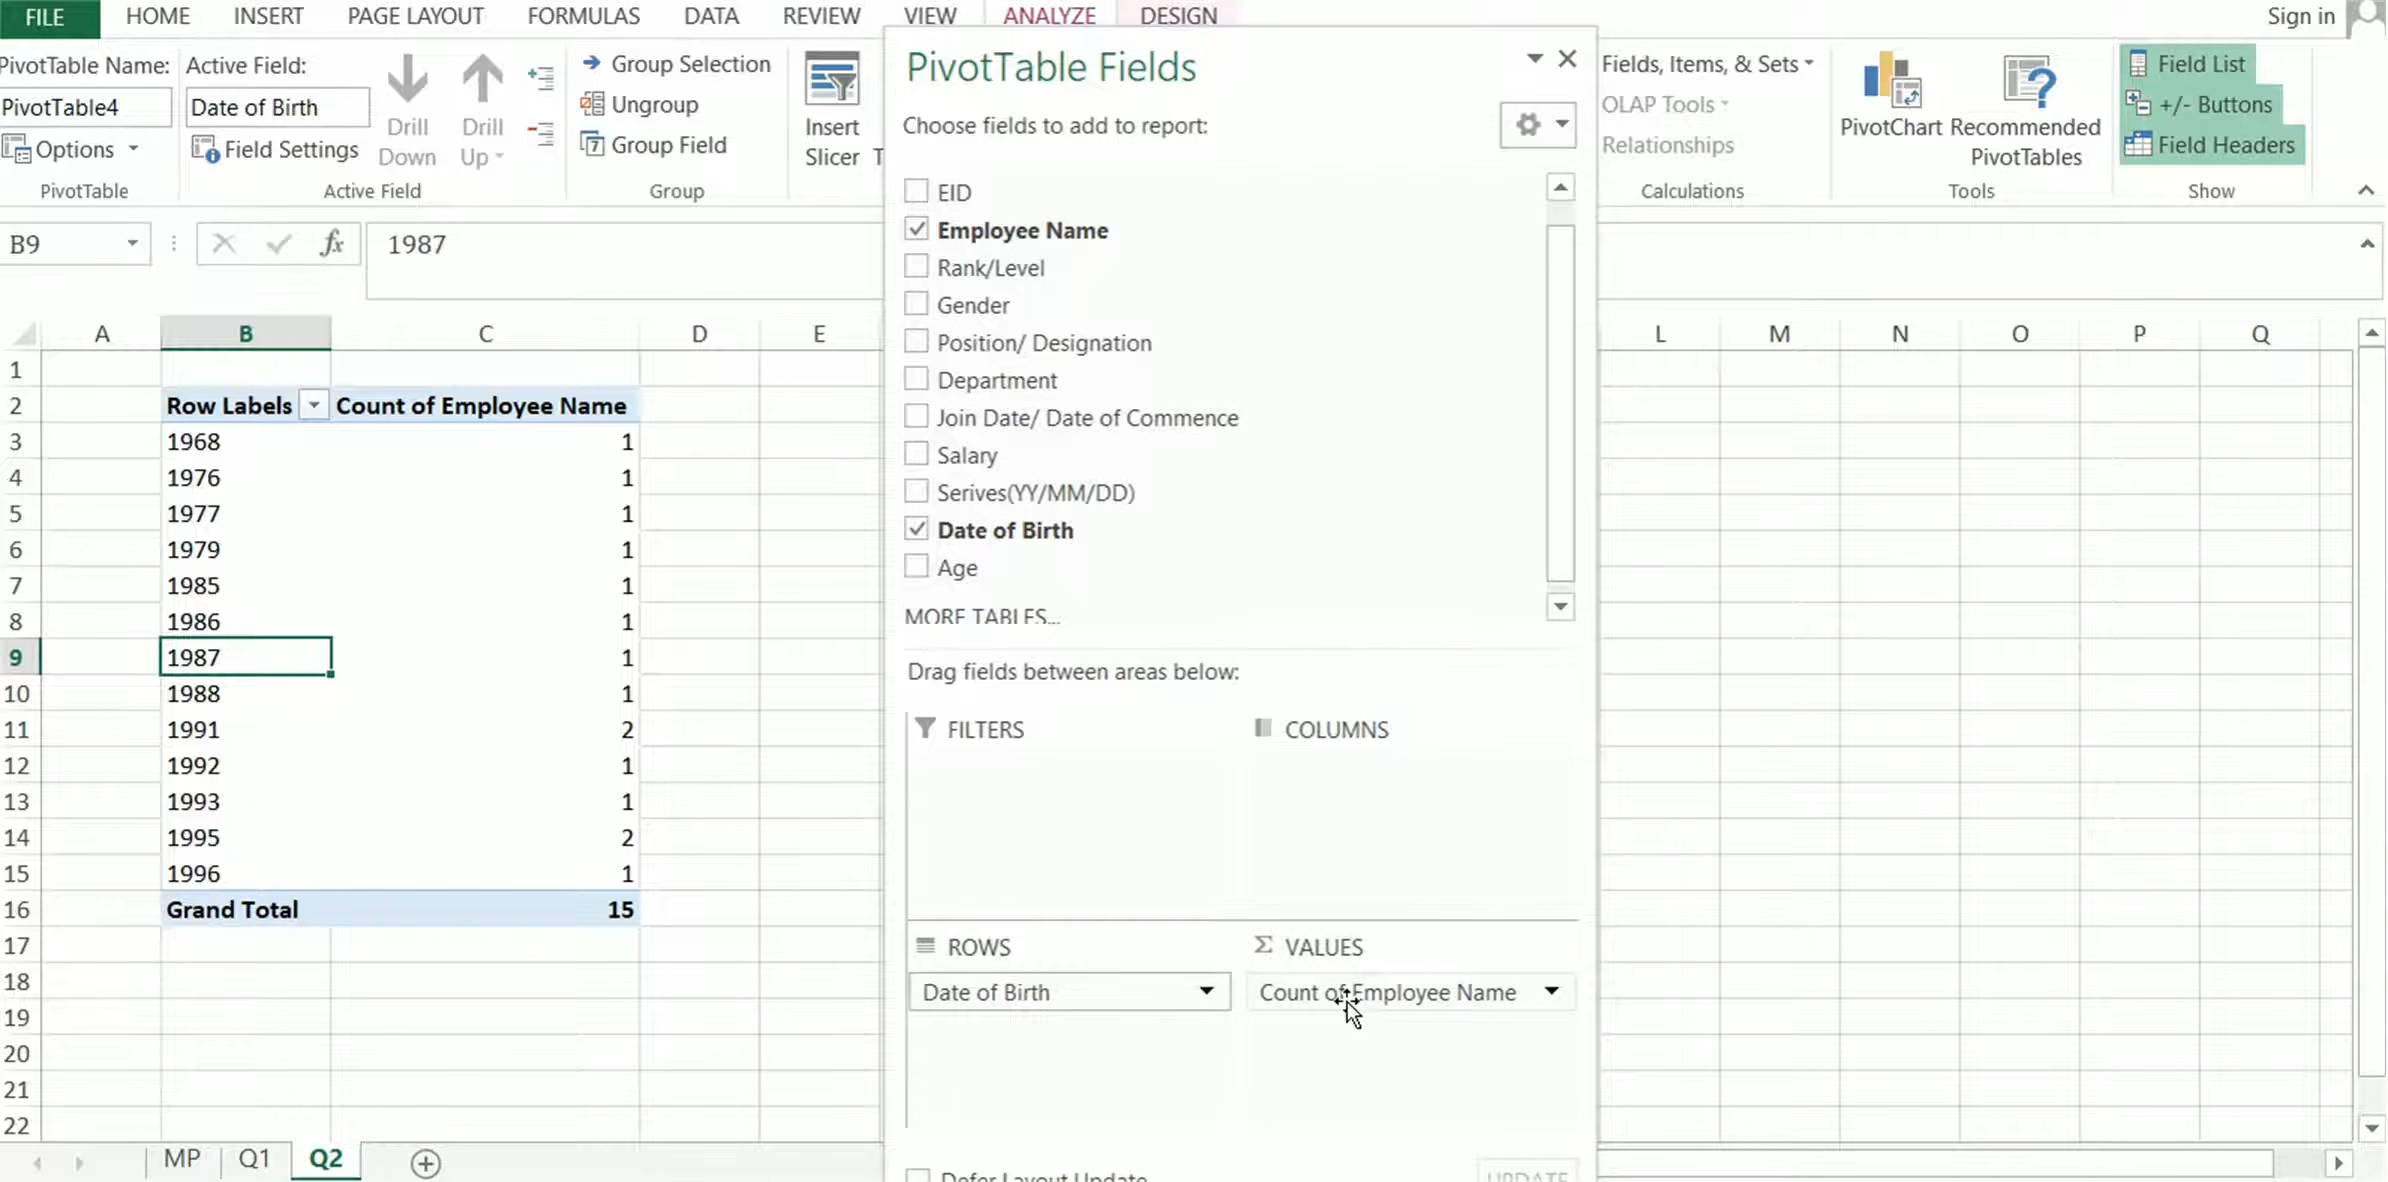 FILE HOME INSERT PAGE LAYOUT FORMULAS DATA REVIEW VIEW ANALYZE DESIGN Sign in
PivotTable Name:
PivotTable4
Options
PivotTable
Active Field:
Date of Birth
Field Settings
Drill Down
Drill Up
Active Field
Group Selection
Ungroup
Group Field
Group
Insert Slicer
T
Fields, Items, & Sets
OLAP Tools
Relationships
Calculations
PivotChart
Recommended PivotTables
Tools
Field List
+/- Buttons
Field Headers
Show
B9 fx 1987
A B C D E L M N O P Q
1
2 Row Labels Count of Employee Name
3 1968 1
4 1976 1
5 1977 1
6 1979 1
7 1985 1
8 1986 1
9 1987 1
10 1988 1
11 1991 2
12 1992 1
13 1993 1
14 1995 2
15 1996 1
16 Grand Total 15
17
18
19
20
21
22
MP Q1 Q2
PivotTable Fields
Choose fields to add to report:
EID
Employee Name
Rank/Level
Gender
Position/ Designation
Department
Join Date/ Date of Commence
Salary
Serives(YY/MM/DD)
Date of Birth
Age
MORE TABLES...
Drag fields between areas below:
FILTERS COLUMNS
ROWS Σ VALUES
Date of Birth Count of Employee Name
Defer Layout Update UPDATE